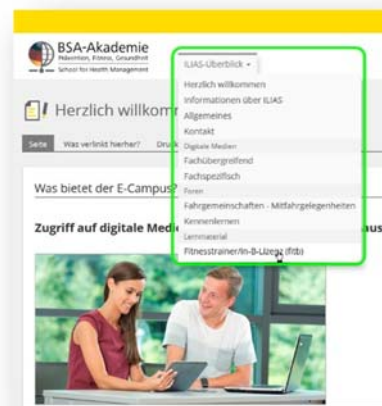 BSA-Akademie
Prävention, Fitness, Gesundheit
School for Health Management
ILIAS-Überblick
Herzlich willkommen
Informationen über ILIAS
Allgemeines
Kontakt
Digitale Medien
Fachübergreifend
Fachspezifisch
Foren
Fahrgemeinschaften - Mitfahrgelegenheiten
Kennenlernen
Lernmaterial
Fitnesstrainer/in-B-Lizenz (fitb)
Herzlich willkom
Seite Was verlinkt hierher? Druck
Was bietet der E-Campus?
Zugriff auf digitale Medi aus